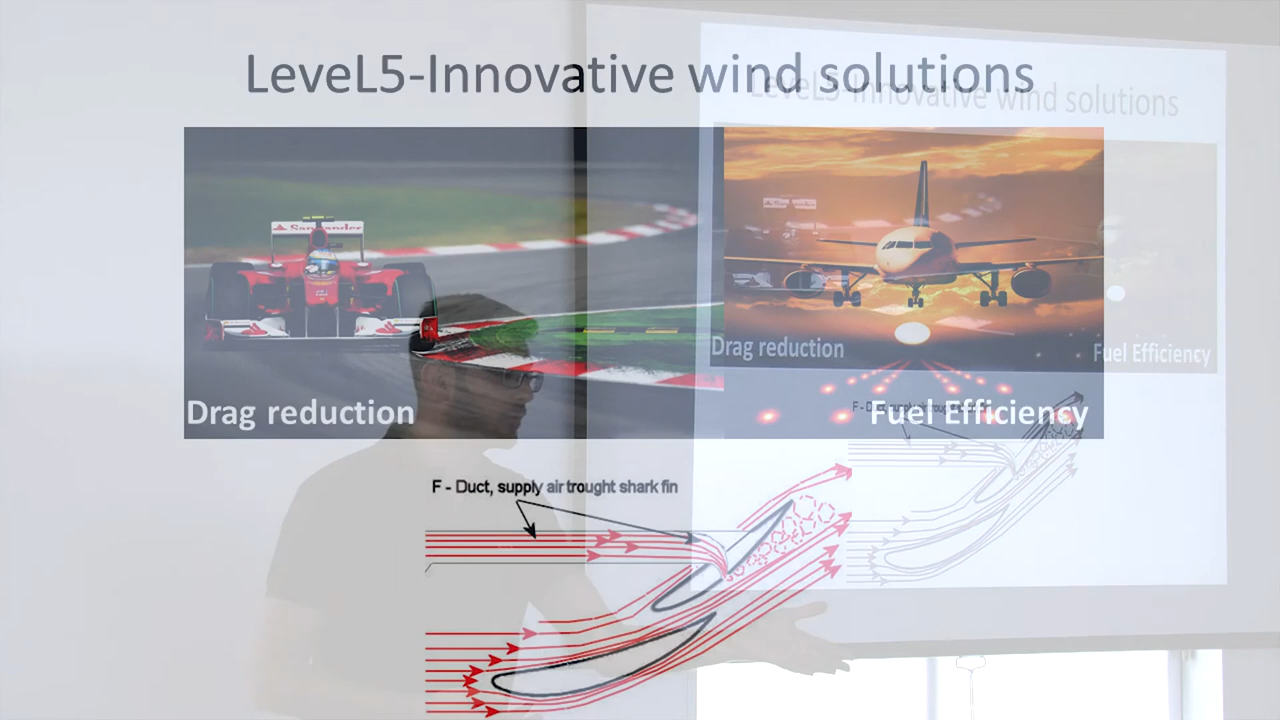 LeveL5-Innovative wind solutions
LeveL5-Innovative wind solutions
Santander
Drag reduction
Fuel Efficiency
Drag reduction
Fuel Efficiency
F - Duct, supply air trought shark fin